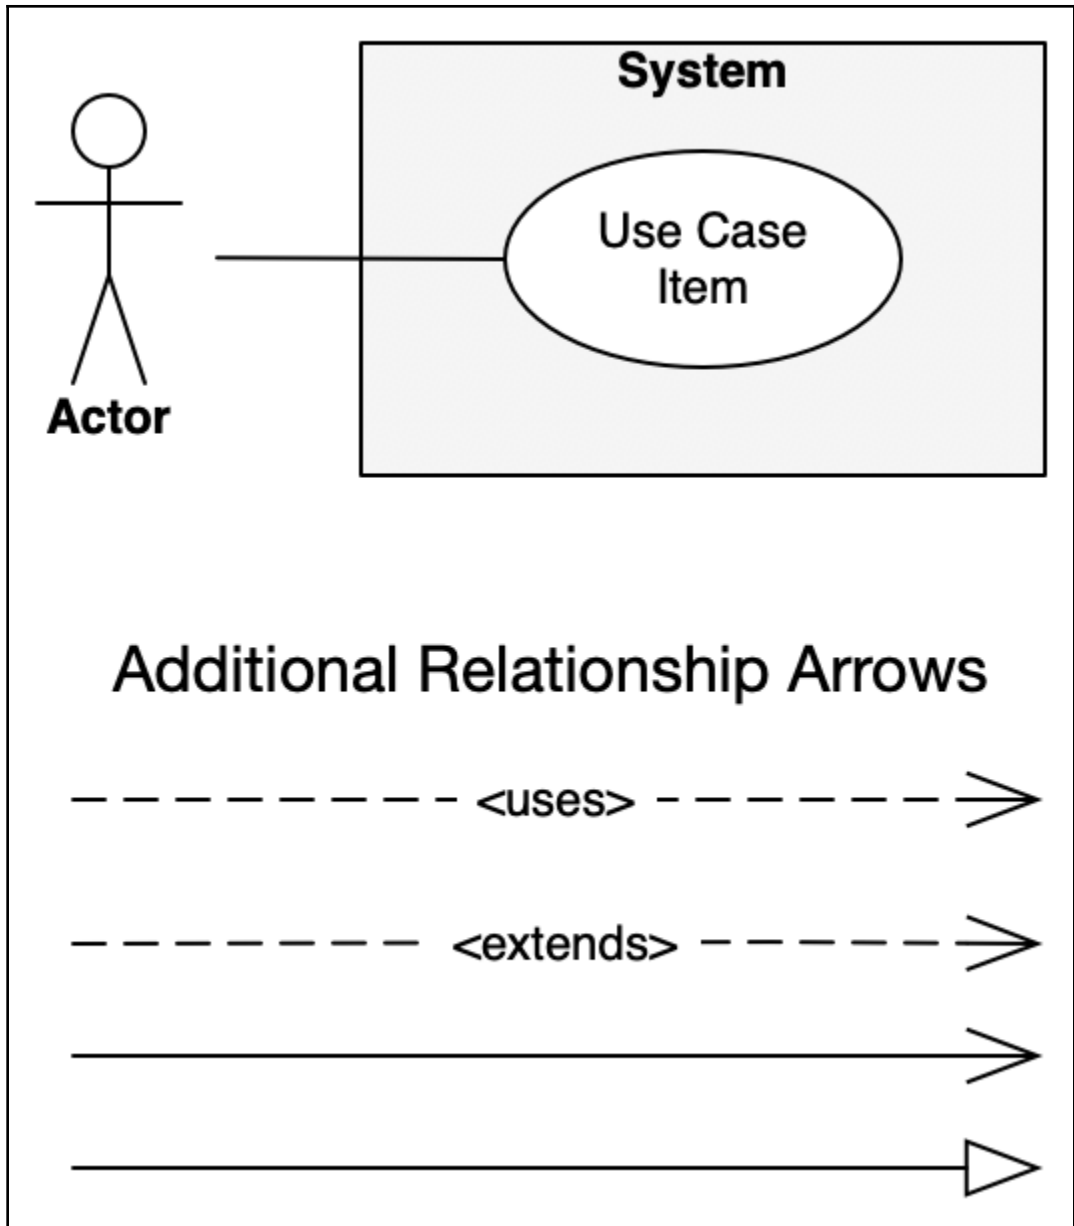 System
Use Case
Item
Actor
Additional Relationship Arrows
<uses>
<extends>